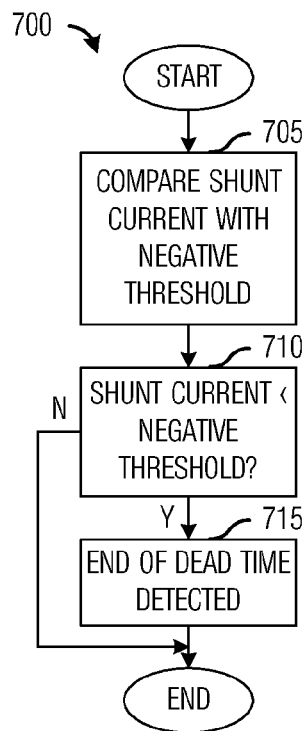 700
START
705
COMPARE SHUNT
CURRENT WITH
NEGATIVE
THRESHOLD
710
SHUNT CURRENT <
NEGATIVE
THRESHOLD?
N
Y
715
END OF DEAD TIME
DETECTED
END